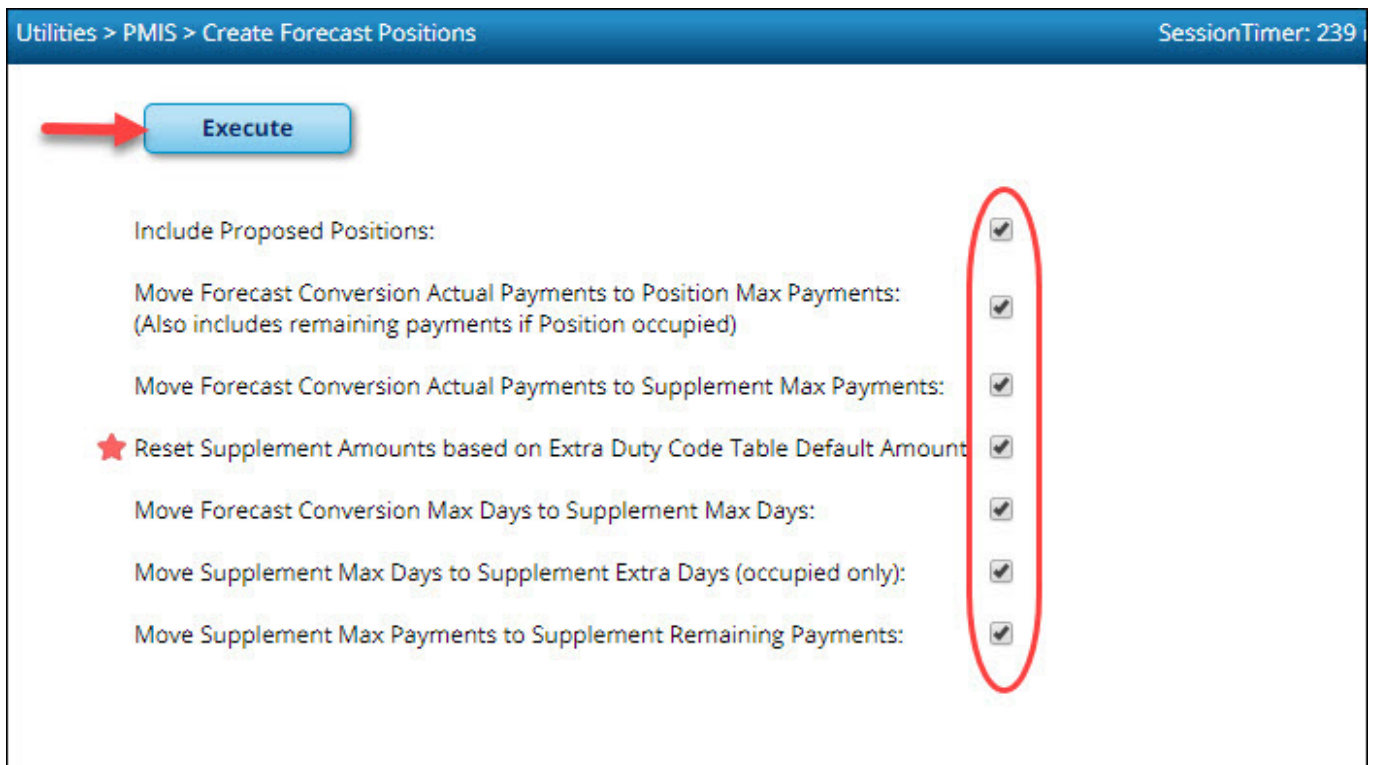 Utilities > PMIS > Create Forecast Positions SessionTimer: 239
Execute
Include Proposed Positions:
Move Forecast Conversion Actual Payments to Position Max Payments:
(Also includes remaining payments if Position occupied)
Move Forecast Conversion Actual Payments to Supplement Max Payments:
Reset Supplement Amounts based on Extra Duty Code Table Default Amount
Move Forecast Conversion Max Days to Supplement Max Days:
Move Supplement Max Days to Supplement Extra Days (occupied only):
Move Supplement Max Payments to Supplement Remaining Payments: